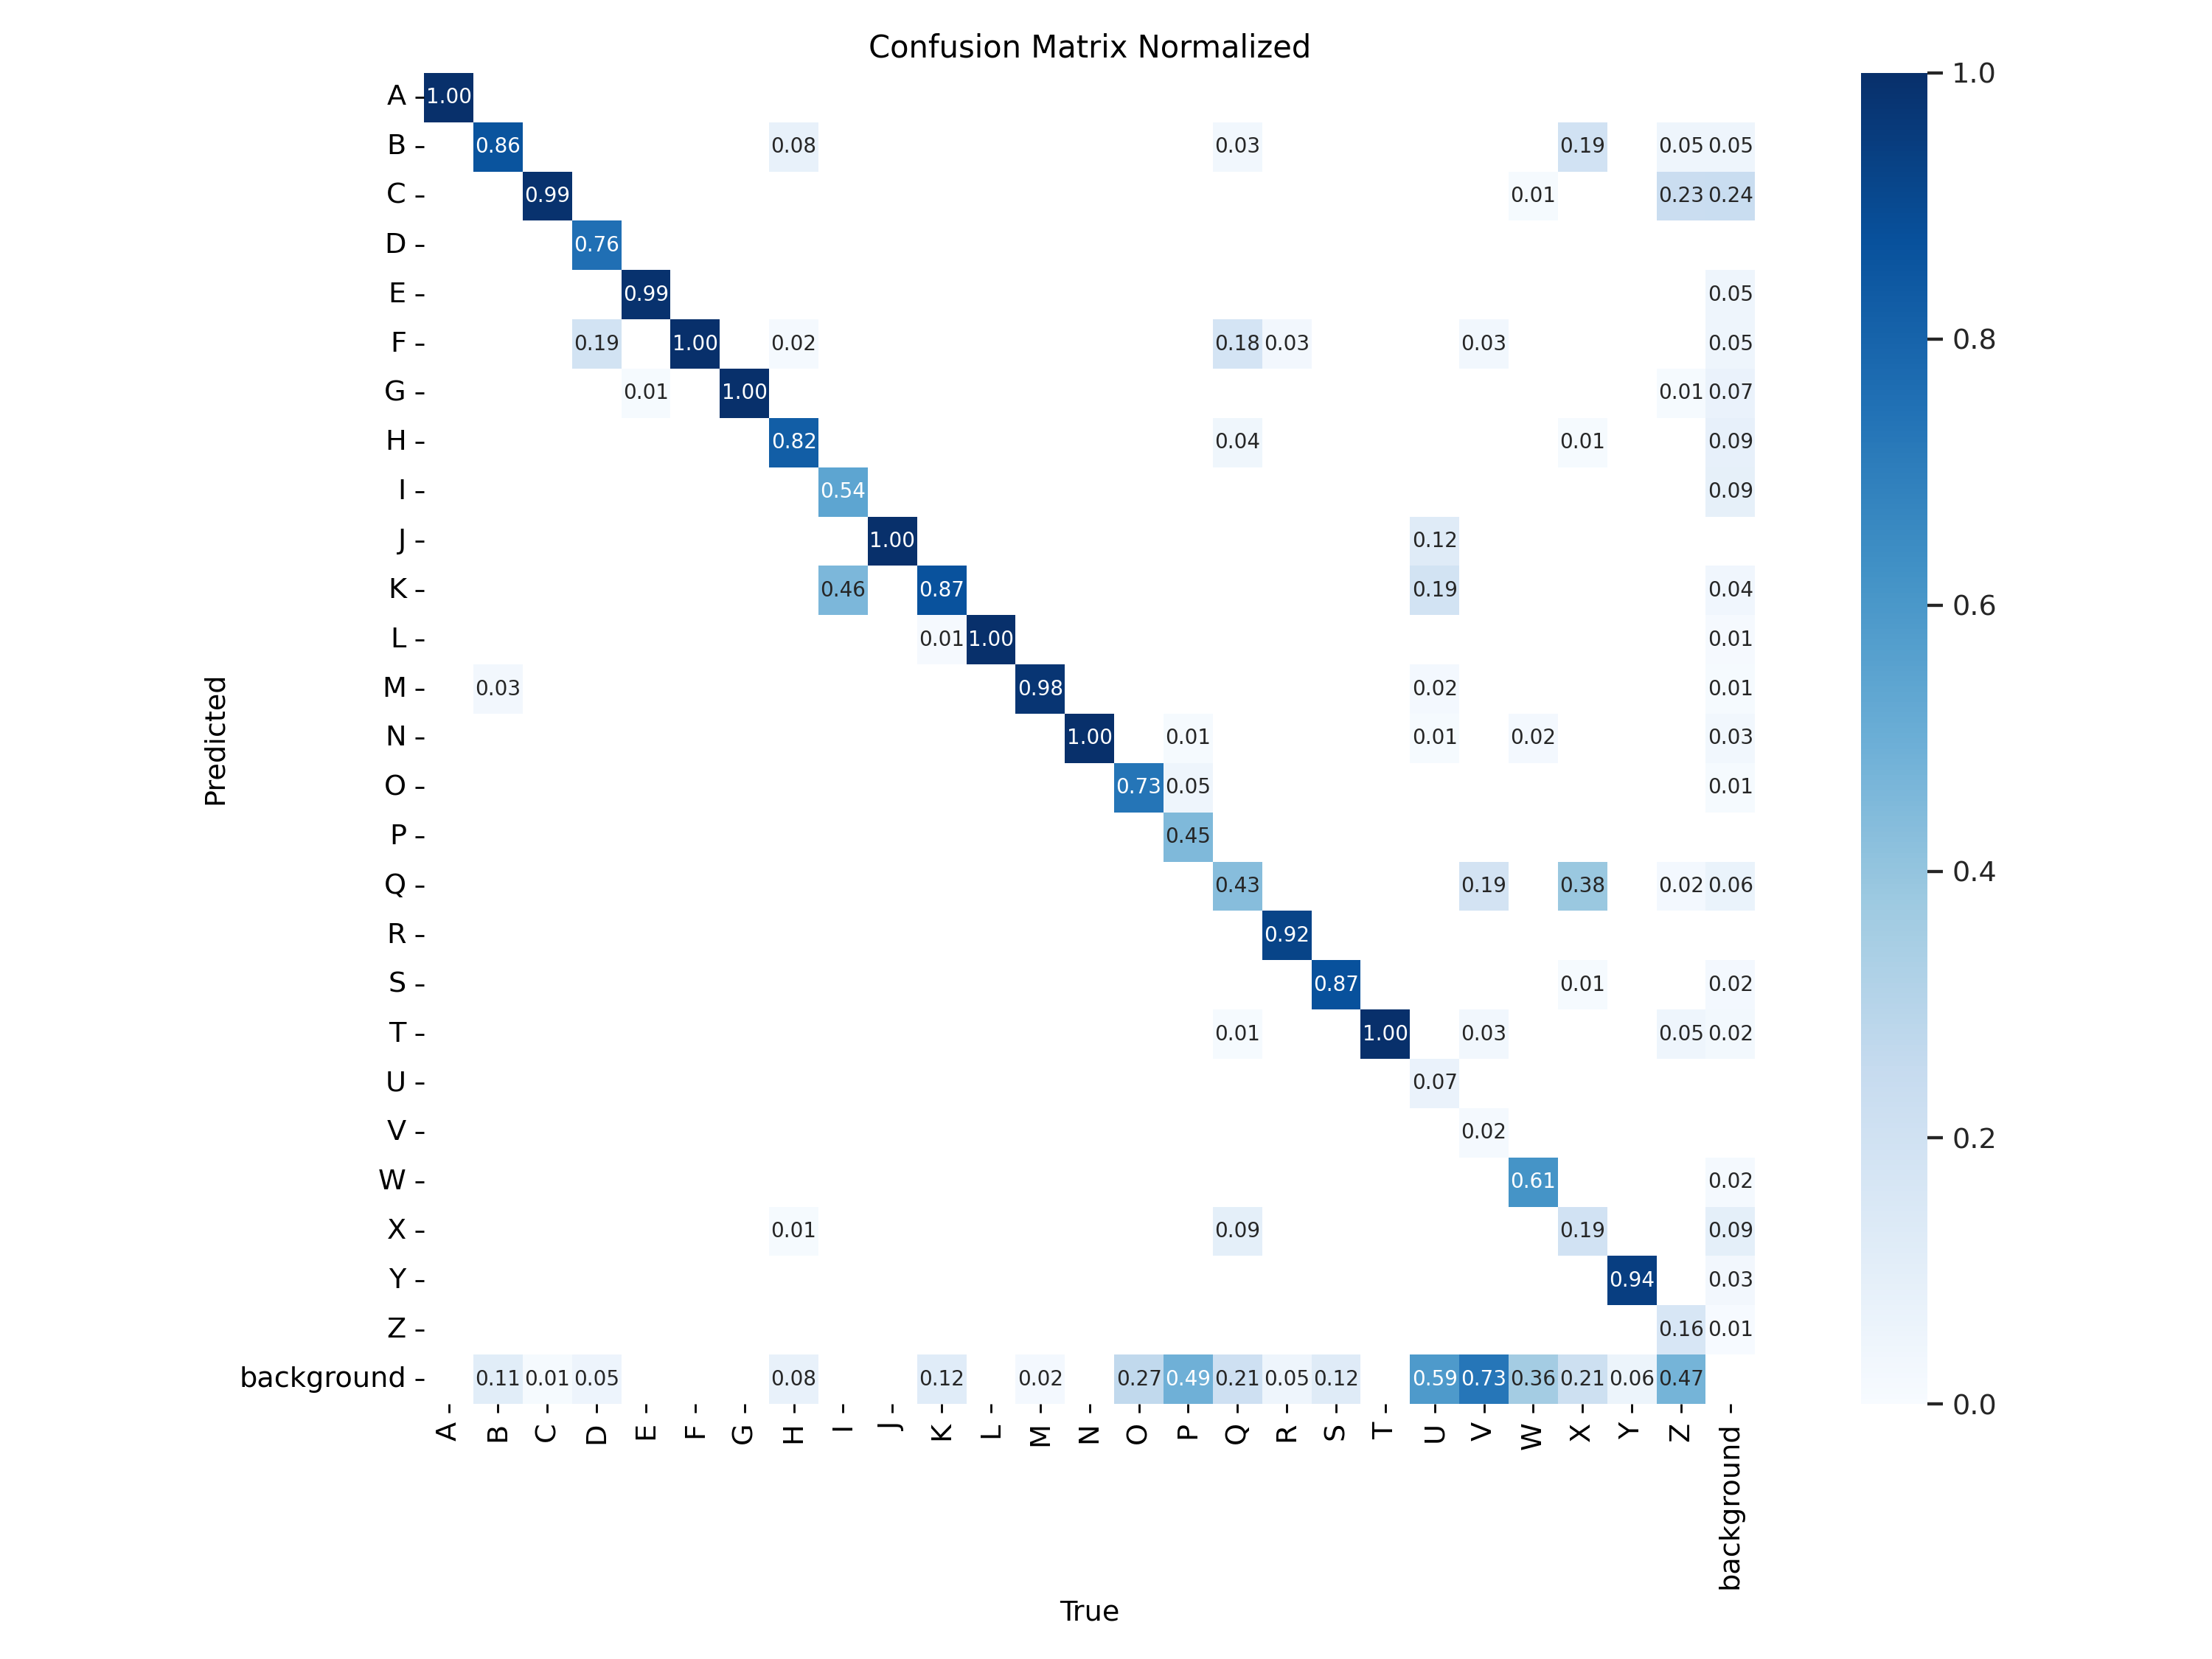 Confusion Matrix Normalized
A 1.00
B 0.86 0.08 0.03 0.19 0.05 0.05
C 0.99 0.01 0.23 0.24
D 0.76
E 0.99 0.05
F 0.19 1.00 0.02 0.18 0.03 0.03 0.05
G 0.01 1.00 0.01 0.07
H 0.82 0.04 0.01 0.09
I 0.54 0.09
J 1.00 0.12
K 0.46 0.87 0.19 0.04
L 0.01 1.00 0.01
M 0.03 0.98 0.02 0.01
N 1.00 0.01 0.01 0.02 0.03
O 0.73 0.05 0.01
P 0.45
Q 0.43 0.19 0.38 0.02 0.06
R 0.92
S 0.87 0.01 0.02
T 0.01 1.00 0.03 0.05 0.02
U 0.07
V 0.02
W 0.61 0.02
X 0.01 0.09 0.19 0.09
Y 0.94 0.03
Z 0.16 0.01
background 0.11 0.01 0.05 0.08 0.12 0.02 0.27 0.49 0.21 0.05 0.12 0.59 0.73 0.36 0.21 0.06 0.47
A B C D E F G H I J K L M N O P Q R S T U V W X Y Z background
True
Predicted
1.0
0.8
0.6
0.4
0.2
0.0